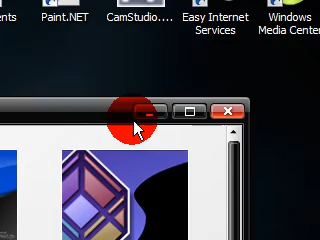 ents
Paint.NET
CamStudio....
Easy Internet
Services
Windows
Media Center